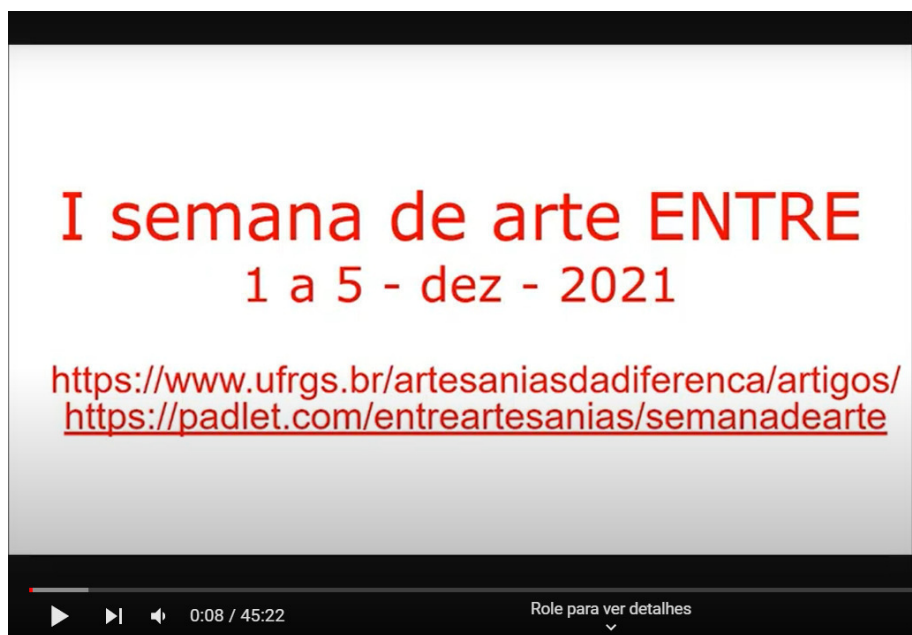 I semana de arte ENTRE
1 a 5 - dez - 2021
https://www.ufrgs.br/artesaniasdadiferenca/artigos/
https://padlet.com/entreartesanias/semanadearte
0:08 / 45:22
Role para ver detalhes